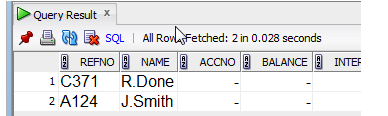 Query Result x
SQL | All Rows Fetched: 2 in 0.028 seconds
REFNO NAME ACCNO BALANCE INTER
1 C371 R.Done - -
2 A124 J.Smith - -